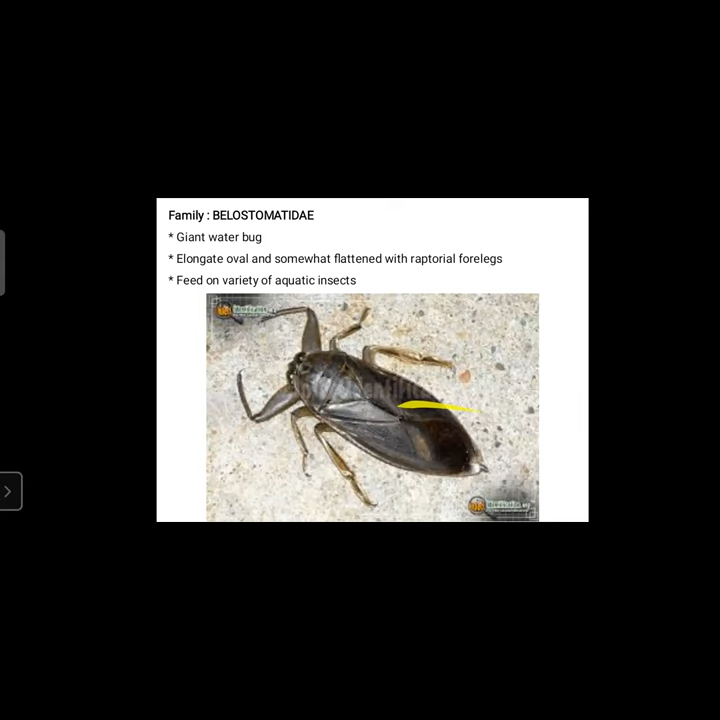 Family : BELOSTOMATIDAE
* Giant water bug
* Elongate oval and somewhat flattened with raptorial forelegs
* Feed on variety of aquatic insects